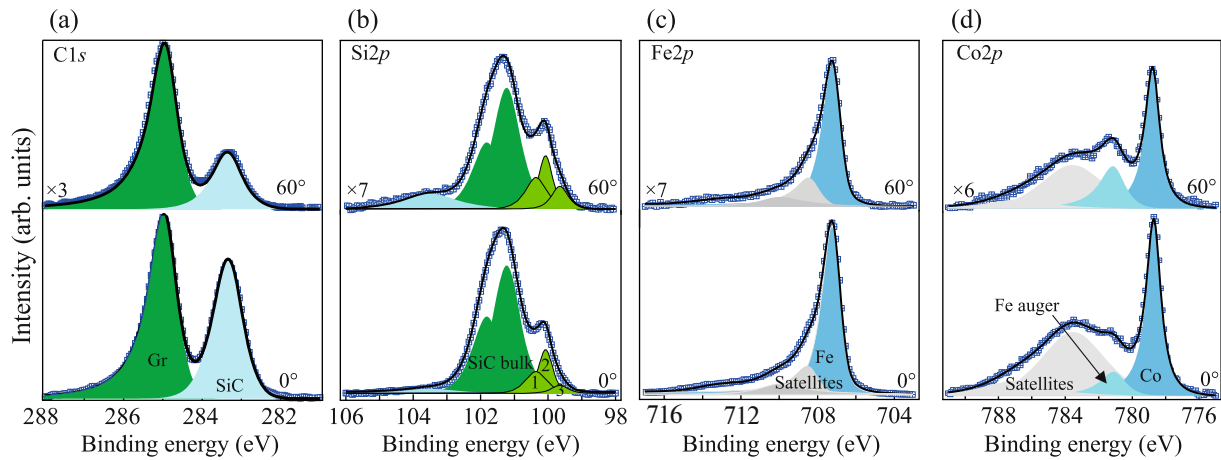 (a) (b) (c) (d)
C1s Si2p Fe2p Co2p
×3 60° ×7 60° ×7 60° ×6 60°
Intensity (arb. units)
Fe auger
Gr SiC 0° SiC bulk 1 2 3 0° Fe Satellites 0° Satellites Co 0°
288 286 284 282 106 104 102 100 98 716 712 708 704 788 784 780 776
Binding energy (eV) Binding energy (eV) Binding energy (eV) Binding energy (eV)